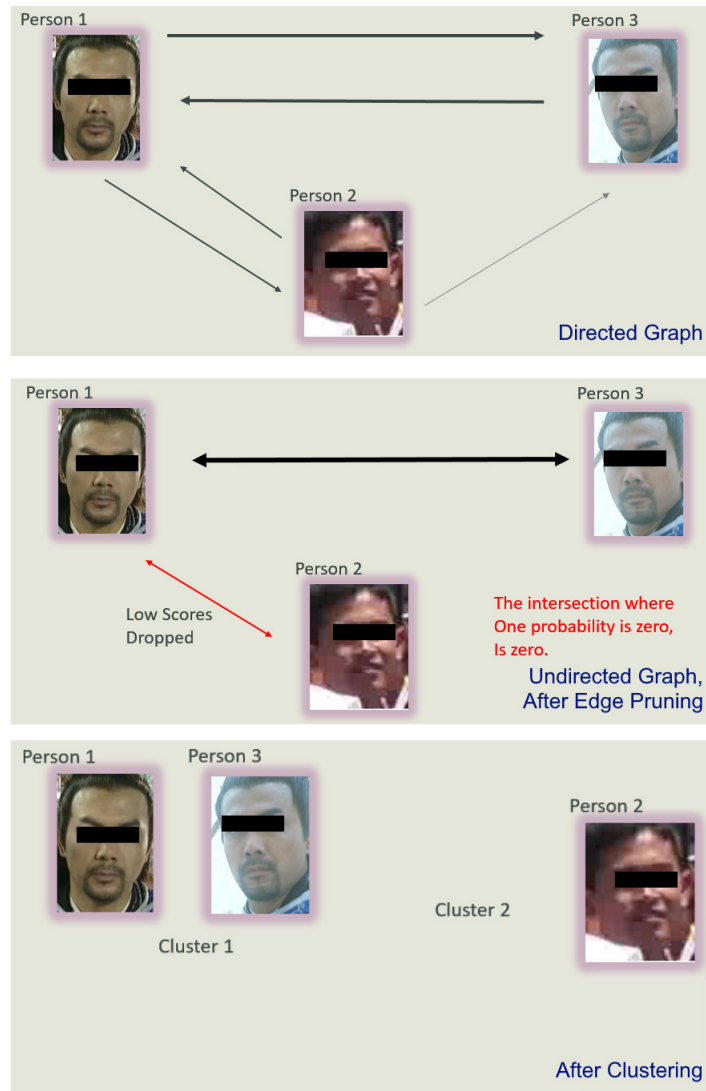 Person 1
Person 3
Person 2
Directed Graph
Person 1
Person 3
Person 2
Low Scores
Dropped
The intersection where
One probability is zero,
Is zero.
Undirected Graph,
After Edge Pruning
Person 1
Person 3
Person 2
Cluster 2
Cluster 1
After Clustering